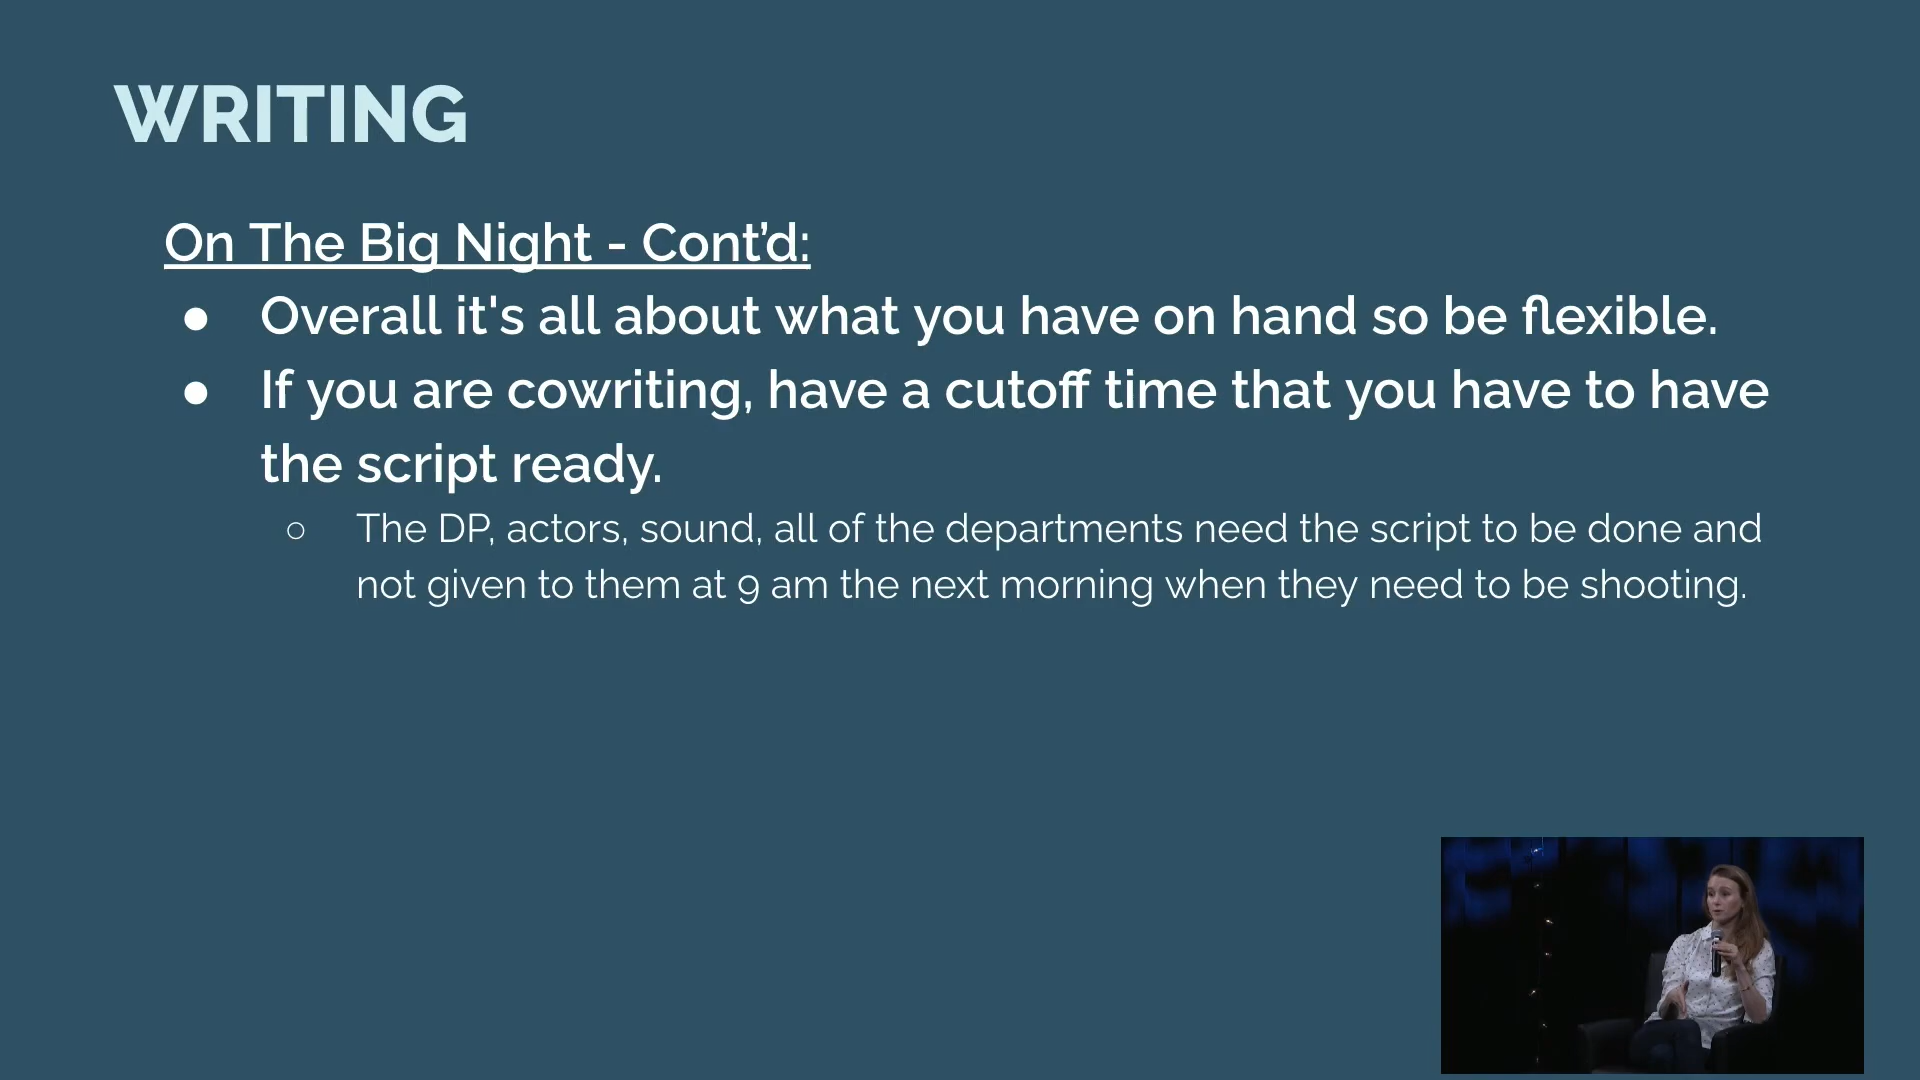 WRITING
On The Big Night - Cont’d:
● Overall it's all about what you have on hand so be flexible.
● If you are cowriting, have a cutoff time that you have to have
the script ready.
○ The DP, actors, sound, all of the departments need the script to be done and
not given to them at 9 am the next morning when they need to be shooting.